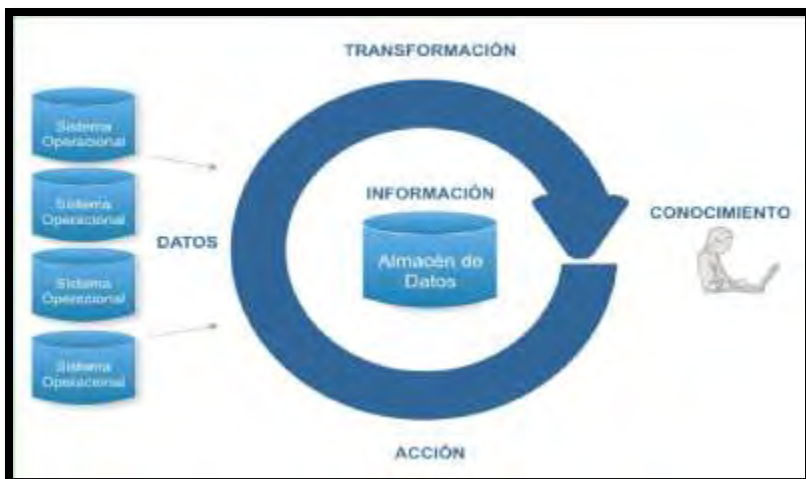 TRANSFORMACIÓN
Sistema
Operacional
Sistema
Operacional
Sistema
Operacional
Sistema
Operacional
DATOS
INFORMACIÓN
Almacén de
Datos
CONOCIMIENTO
ACCIÓN